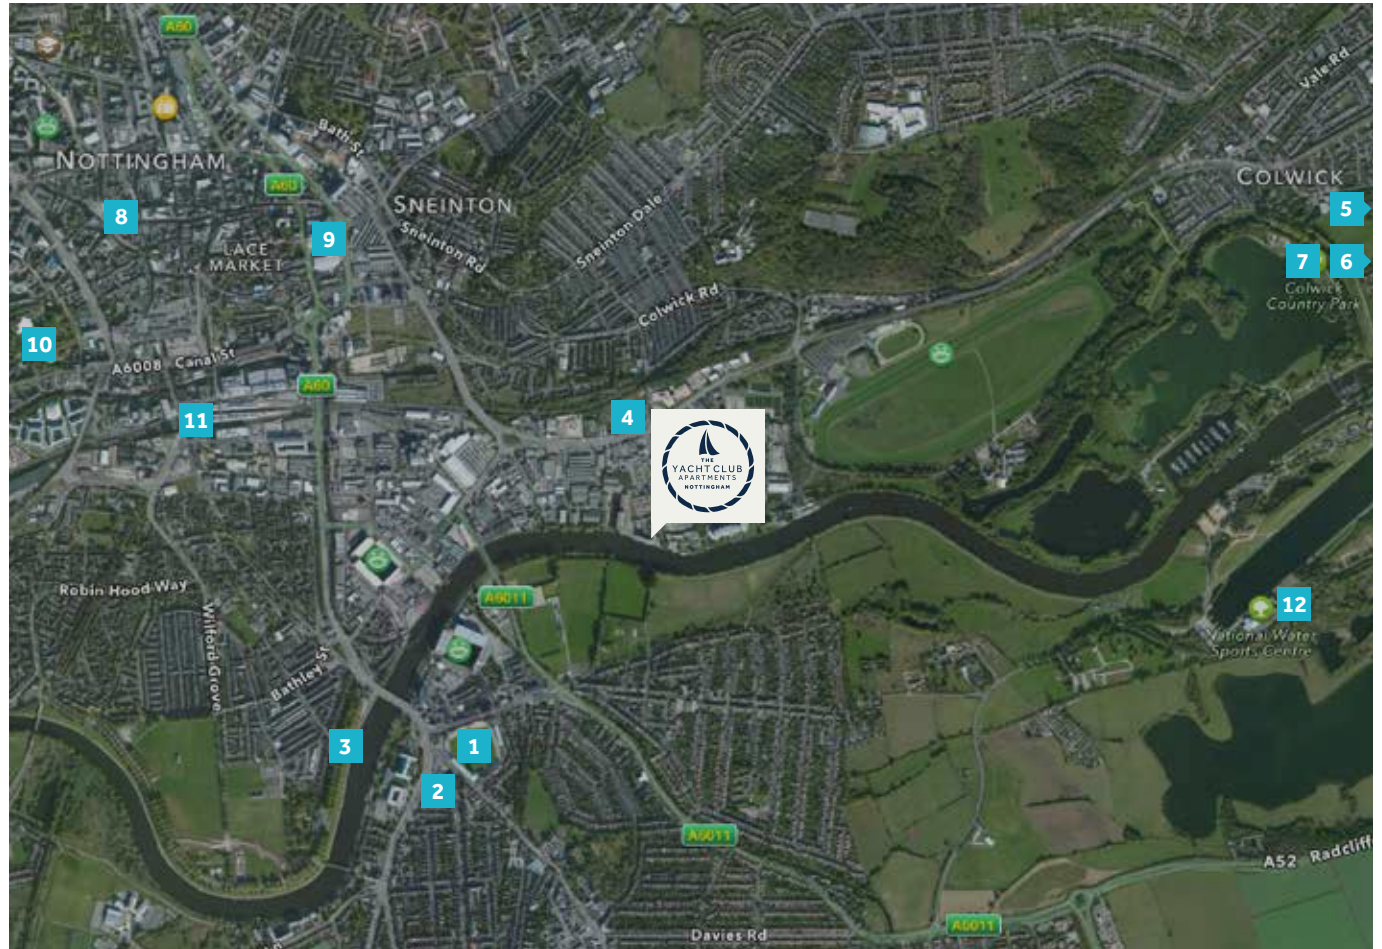 A60
Vale Rd
Bath St
NOTTINGHAM
COLWICK
A60
SNEINTON
5
8
Sneinton Dale
9
Sneinton Rd
LACE
MARKET
7
6
Colwick
Country Park
Colwick Rd
10
A6008 Canal St
A60
4
11
THE
YACHT CLUB
APARTMENTS
NOTTINGHAM
Robin Hood Way
A6011
12
National Water
Sports Centre
Wilford Grove
Bathley St
3
1
2
A6011
A52 Radcliff
A6011
Davies Rd